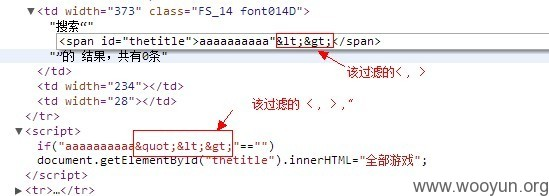 <td width="373" class="FS_14 font014D">
"搜索“"
<span id="thetitle">aaaaaaaaaa"&lt;&gt;</span>
"”的 结果，共有0条"
</td>
该过滤的<，>
<td width="234"></td>
<td width="28"></td>
</tr>
该过滤的 <，>,“
<script>
if("aaaaaaaaaa&quot;&lt;&gt;"=="")
document.getElementById("thetitle").innerHTML="全部游戏";
</script>
<tr>…</tr>
www.wooyun.org